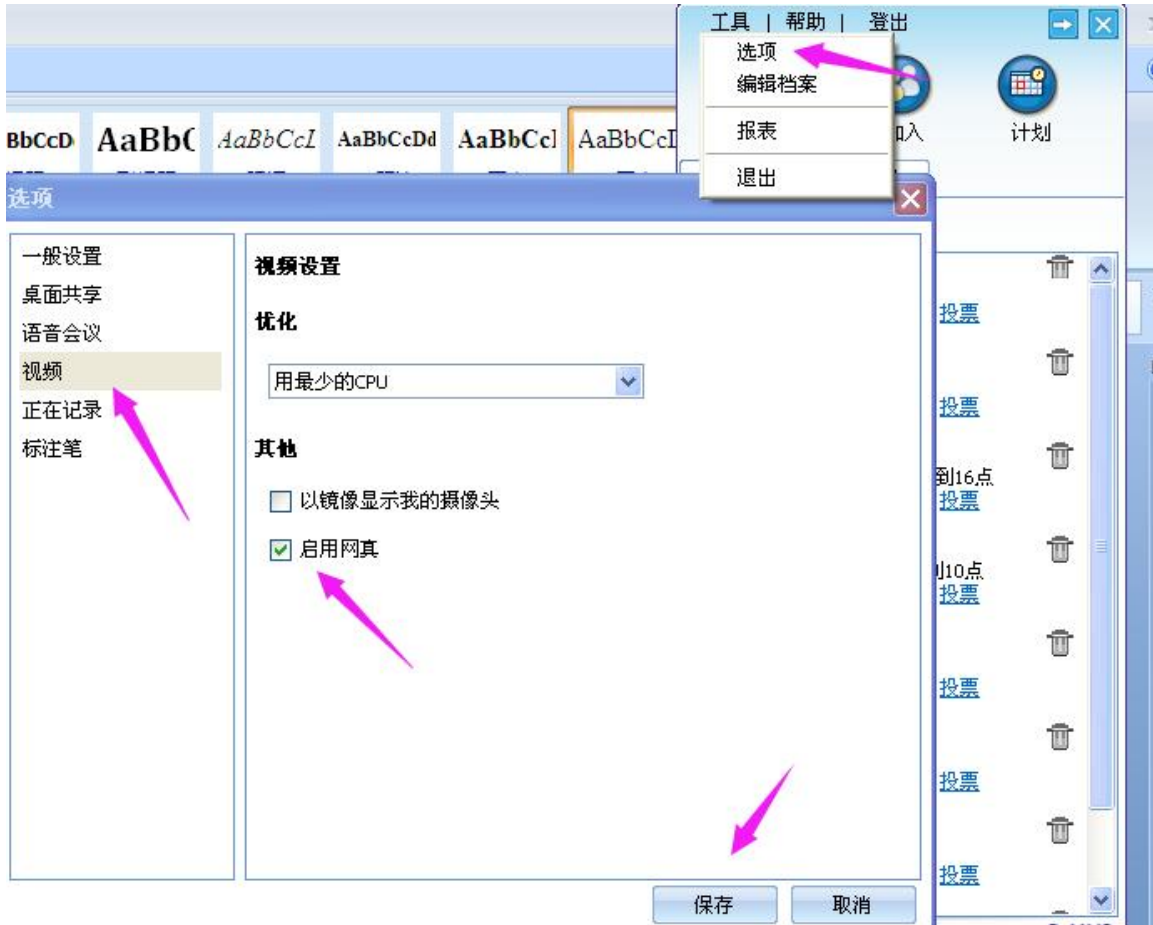 工具 | 帮助 | 登出
选项
编辑档案
报表
退出
计划
AaBbCcI
AaBbCcDd
选项
一般设置
桌面共享
语音会议
视频
正在记录
标注笔
视频设置
优化
用最少的CPU
其他
以镜像显示我的摄像头
启用网真
保存
取消
投票
投票
到16点
投票
到10点
投票
投票
投票
投票